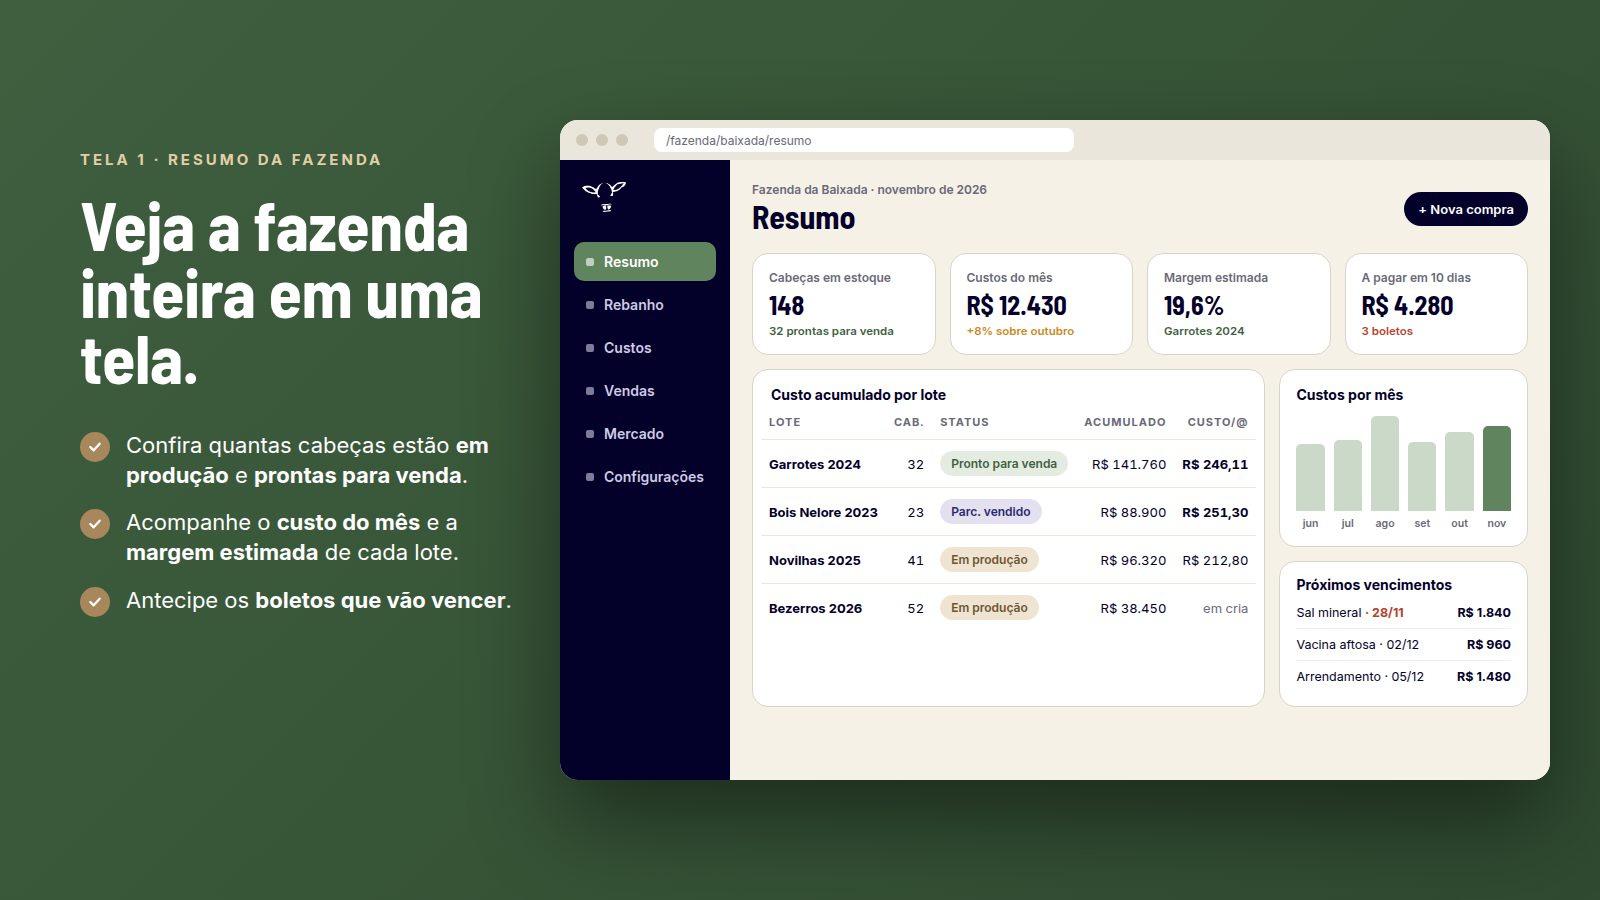 TELA 1 · RESUMO DA FAZENDA
Veja a fazenda
inteira em uma
tela.
Confira quantas cabeças estão em
produção e prontas para venda.
Acompanhe o custo do mês e a
margem estimada de cada lote.
Antecipe os boletos que vão vencer.
/fazenda/baixada/resumo
Resumo
Rebanho
Custos
Vendas
Mercado
Configurações
Fazenda da Baixada · novembro de 2026
Resumo
+ Nova compra
Cabeças em estoque
148
32 prontas para venda
Custos do mês
R$ 12.430
+8% sobre outubro
Margem estimada
19,6%
Garrotes 2024
A pagar em 10 dias
R$ 4.280
3 boletos
Custo acumulado por lote
LOTE CAB. STATUS ACUMULADO CUSTO/@
Garrotes 2024 32 Pronto para venda R$ 141.760 R$ 246,11
Bois Nelore 2023 23 Parc. vendido R$ 88.900 R$ 251,30
Novilhas 2025 41 Em produção R$ 96.320 R$ 212,80
Bezerros 2026 52 Em produção R$ 38.450 em cria
Custos por mês
jun jul ago set out nov
Próximos vencimentos
Sal mineral · 28/11 R$ 1.840
Vacina aftosa · 02/12 R$ 960
Arrendamento · 05/12 R$ 1.480